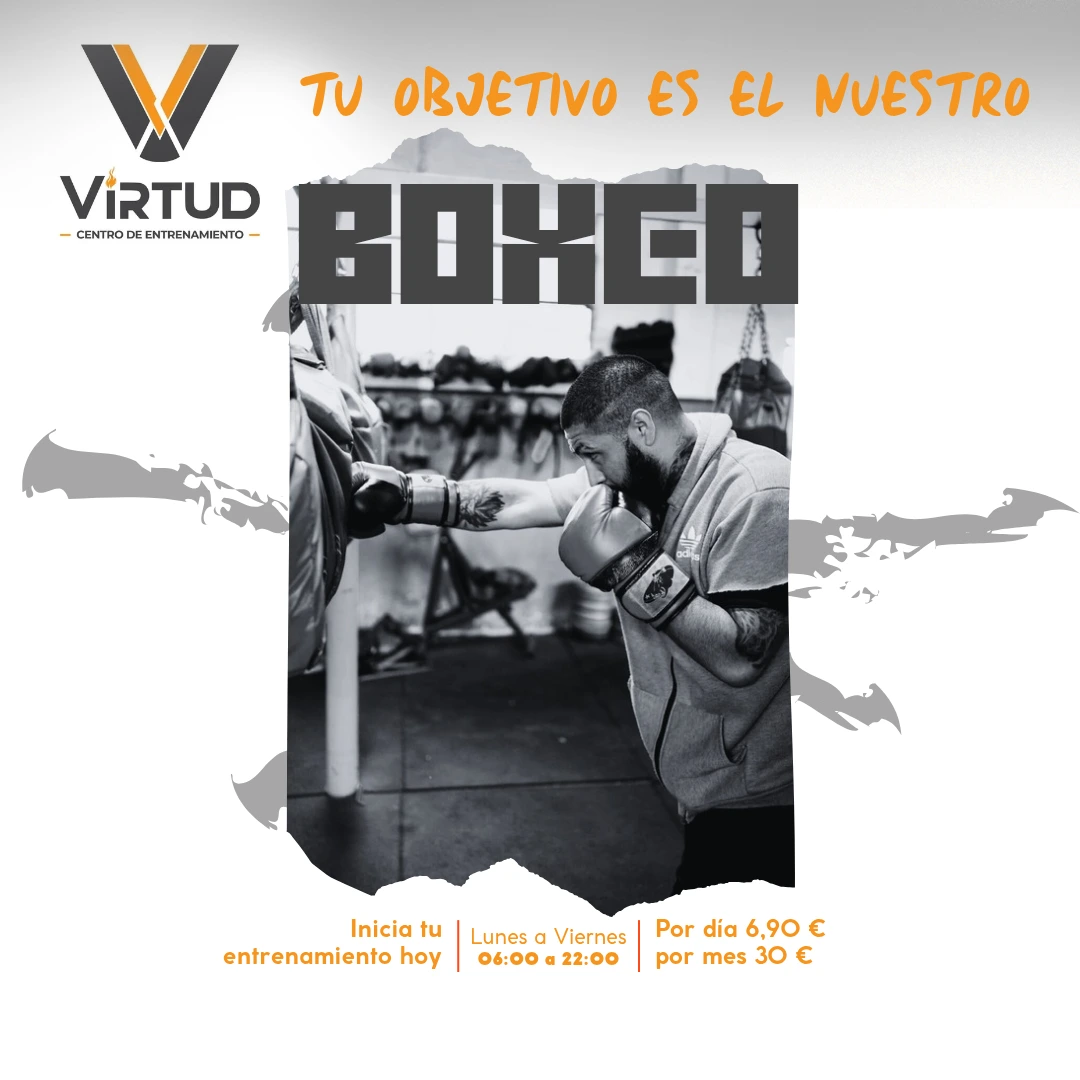 TU OBJETIVO ES EL NUESTRO
VIRTUD
CENTRO DE ENTRENAMIENTO
BOXEO
adidas
Inicia tu
entrenamiento hoy
Lunes a Viernes
06:00 a 22:00
Por día 6,90 €
por mes 30 €